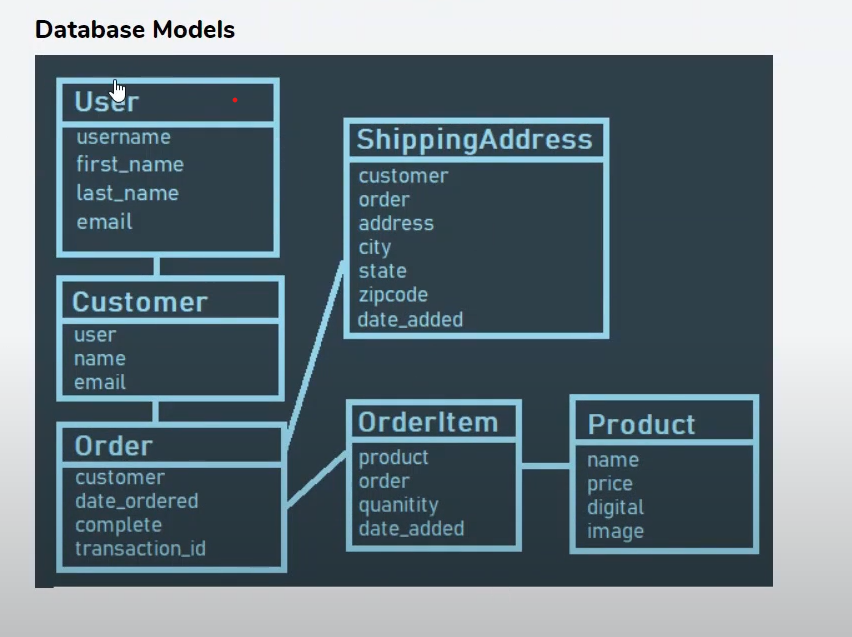 Database Models
User
username
first_name
last_name
email
Customer
user
name
email
Order
customer
date_ordered
complete
transaction_id
ShippingAddress
customer
order
address
city
state
zipcode
date_added
OrderItem
product
order
quanitity
date_added
Product
name
price
digital
image